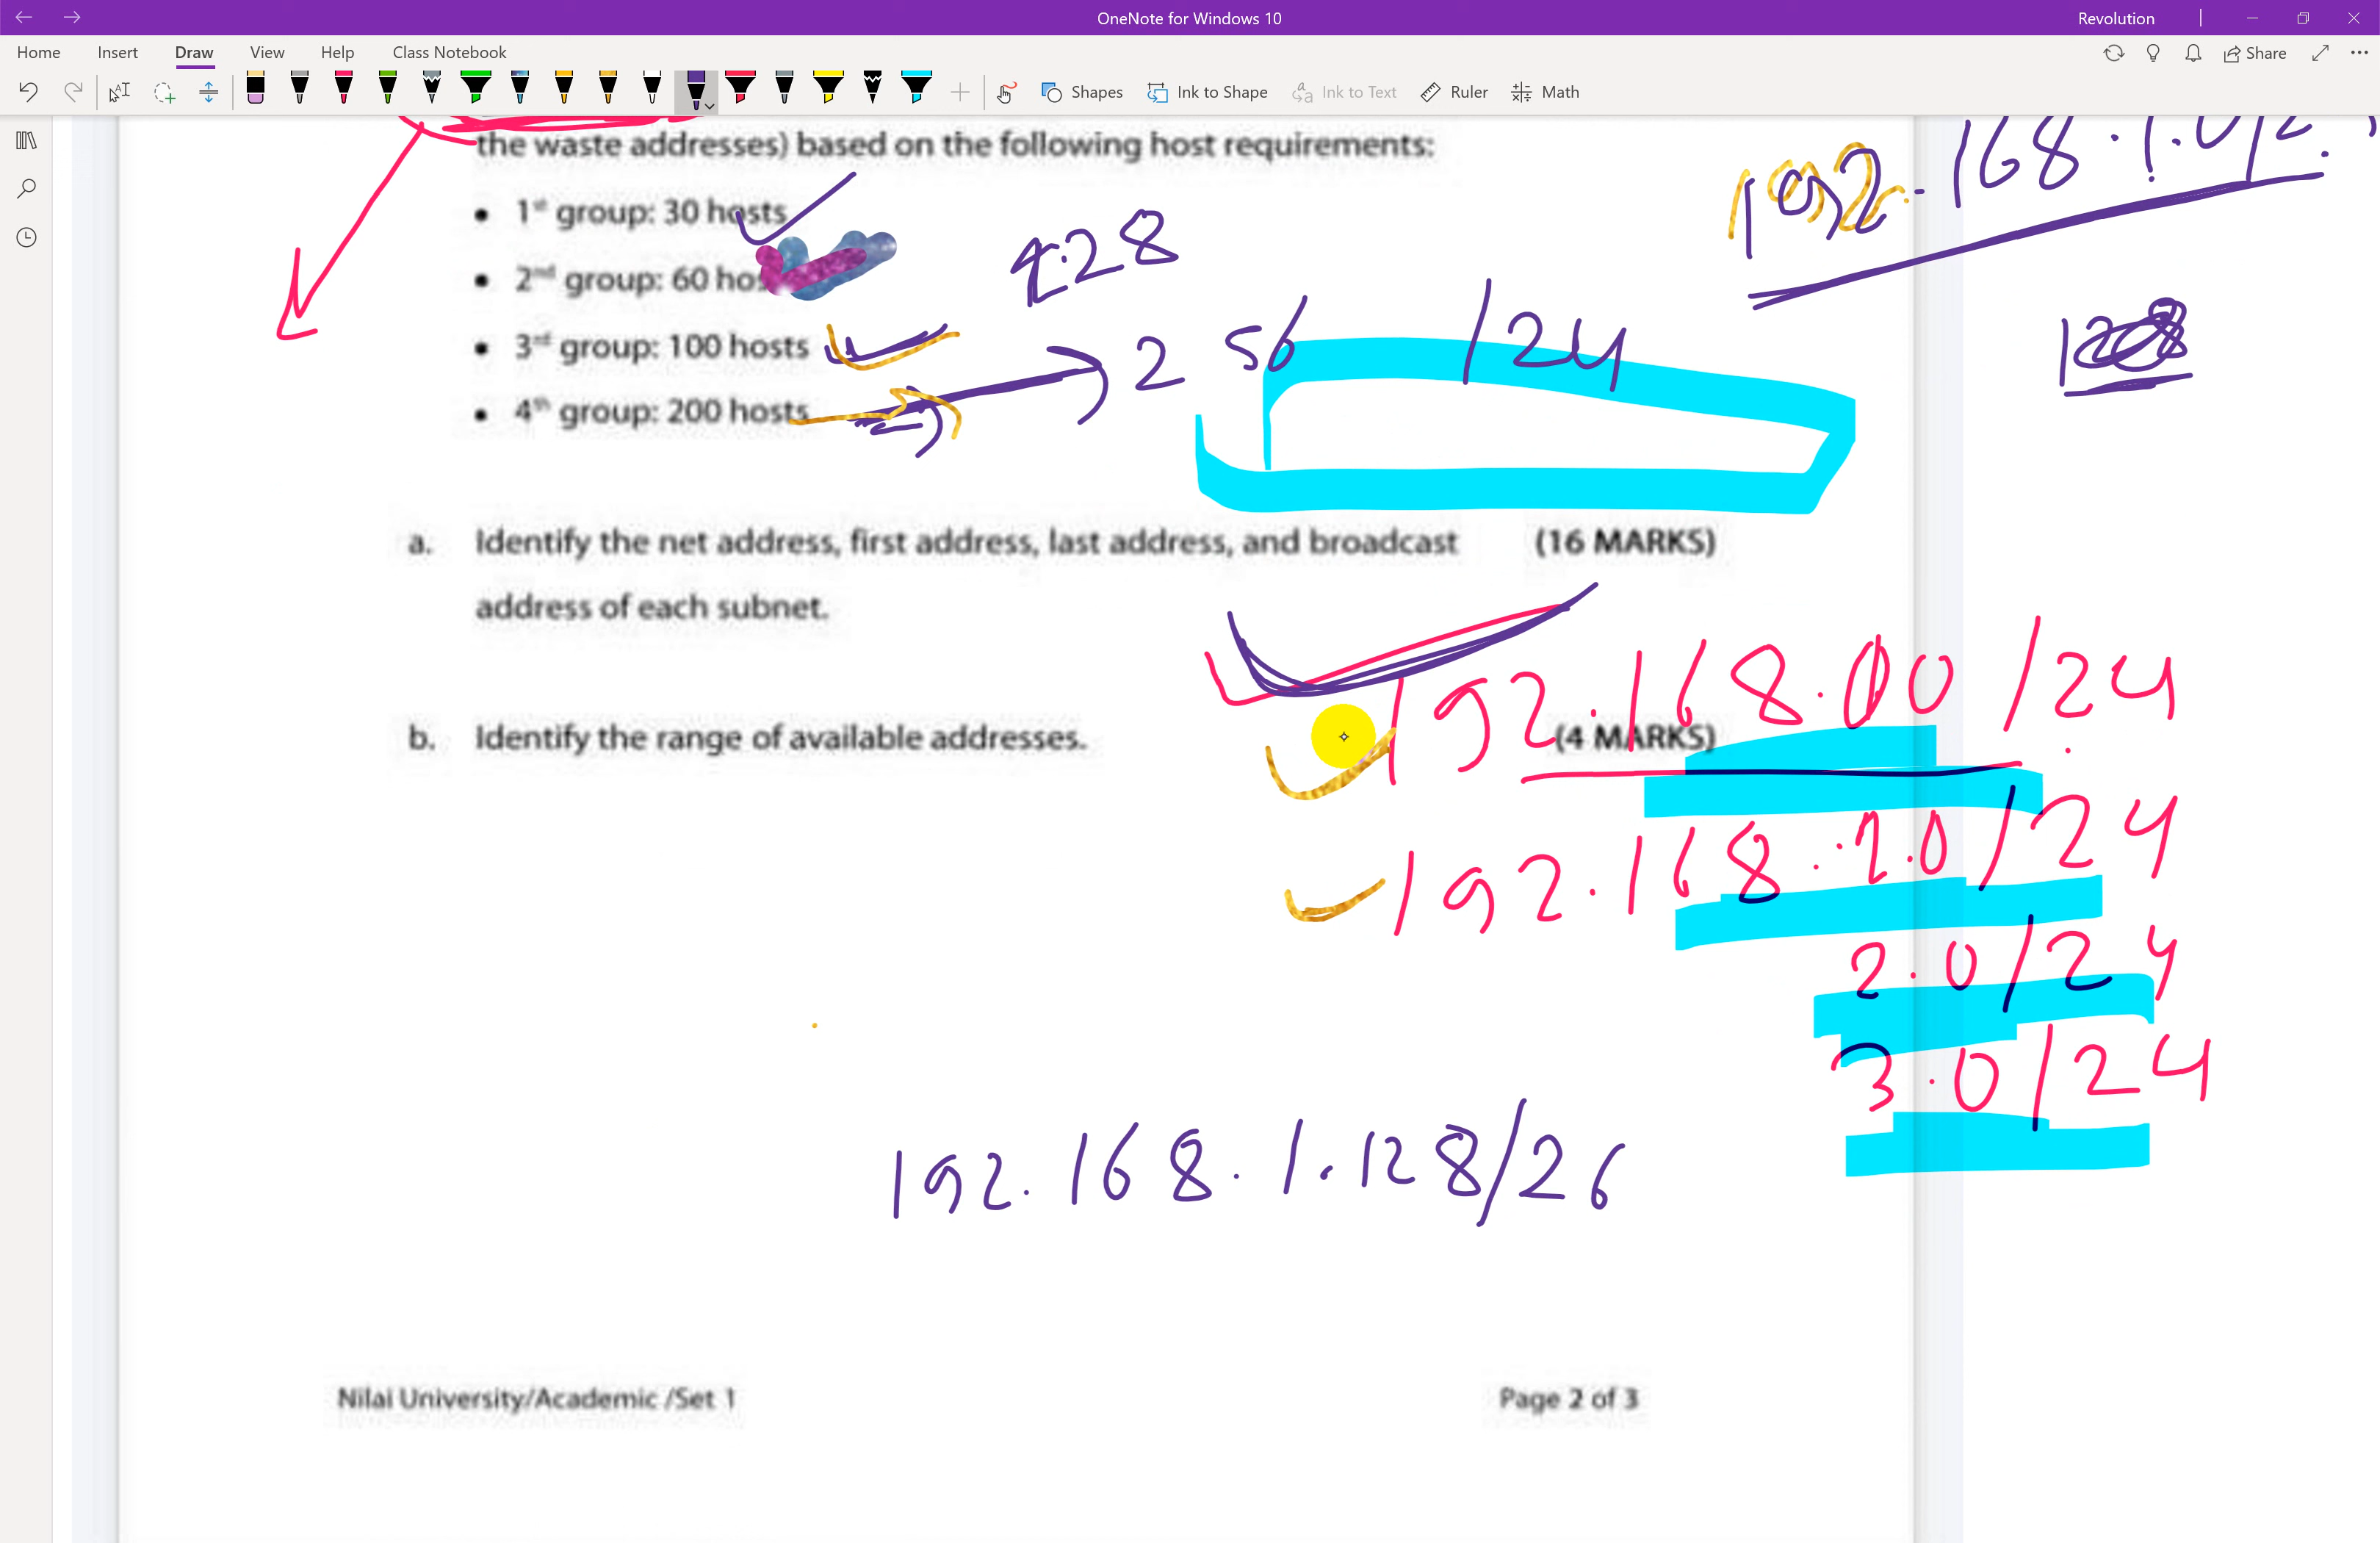 OneNote for Windows 10
Revolution
Home Insert Draw View Help Class Notebook
Share
Shapes Ink to Shape Ink to Text Ruler Math
the waste addresses) based on the following host requirements:
192.168.1.0/2
• 1st group: 30 hosts
• 2nd group: 60 hos
128
• 3rd group: 100 hosts
256 /24
128
• 4th group: 200 hosts
a. Identify the net address, first address, last address, and broadcast (16 MARKS)
address of each subnet.
192.168.00/24
b. Identify the range of available addresses. (4 MARKS)
192.168.1.0/24
2.0/24
3.0/24
192.168.1.128/26
Nilai University/Academic /Set 1 Page 2 of 3